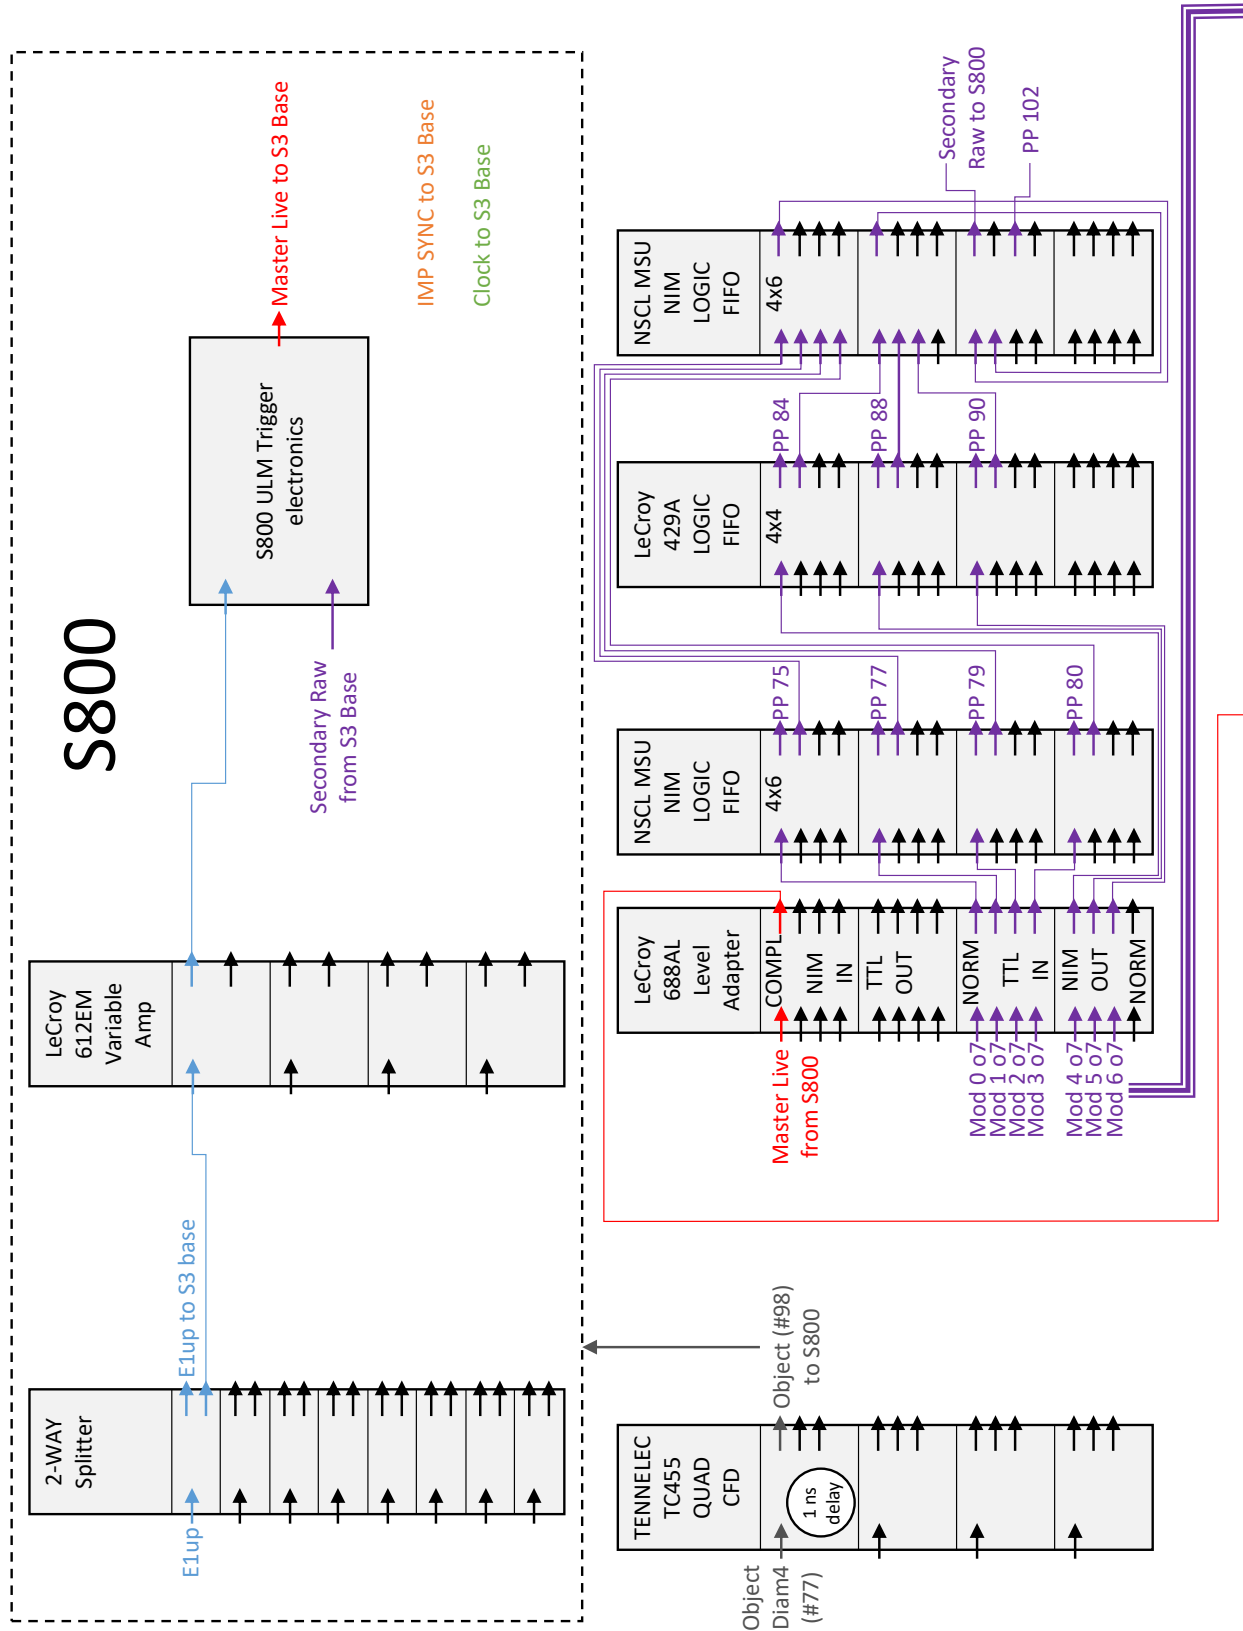 S800
2-WAY
Splitter
E1up
E1up to S3 base
LeCroy
612EM
Variable
Amp
S800 ULM Trigger
electronics
Secondary Raw
from S3 Base
Master Live to S3 Base
IMP SYNC to S3 Base
Clock to S3 Base
TENNELEC
TC455
QUAD
CFD
1 ns
delay
Object
Diam4
(#77)
Object (#98)
to S800
LeCroy
688AL
Level
Adapter
COMPL
NIM
IN
TTL
OUT
NORM
TTL
IN
NIM
OUT
NORM
Master Live
from S800
Mod 0 o7
Mod 1 o7
Mod 2 o7
Mod 3 o7
Mod 4 o7
Mod 5 o7
Mod 6 o7
NSCL MSU
NIM
LOGIC
FIFO
4x6
PP 75
PP 77
PP 79
PP 80
LeCroy
429A
LOGIC
FIFO
4x4
PP 84
PP 88
PP 90
NSCL MSU
NIM
LOGIC
FIFO
4x6
Secondary
Raw to S800
PP 102